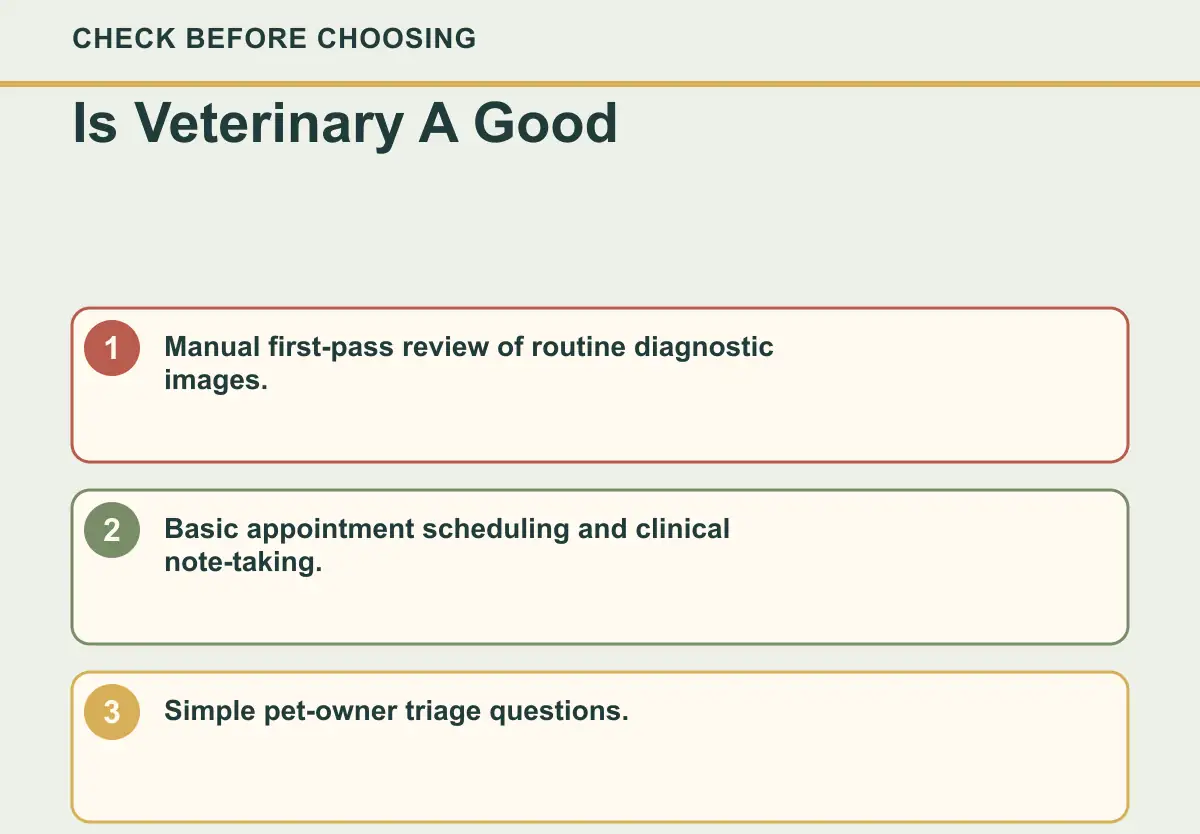 CHECK BEFORE CHOOSING
Is Veterinary A Good
1
Manual first-pass review of routine diagnostic
images.
2
Basic appointment scheduling and clinical
note-taking.
3
Simple pet-owner triage questions.